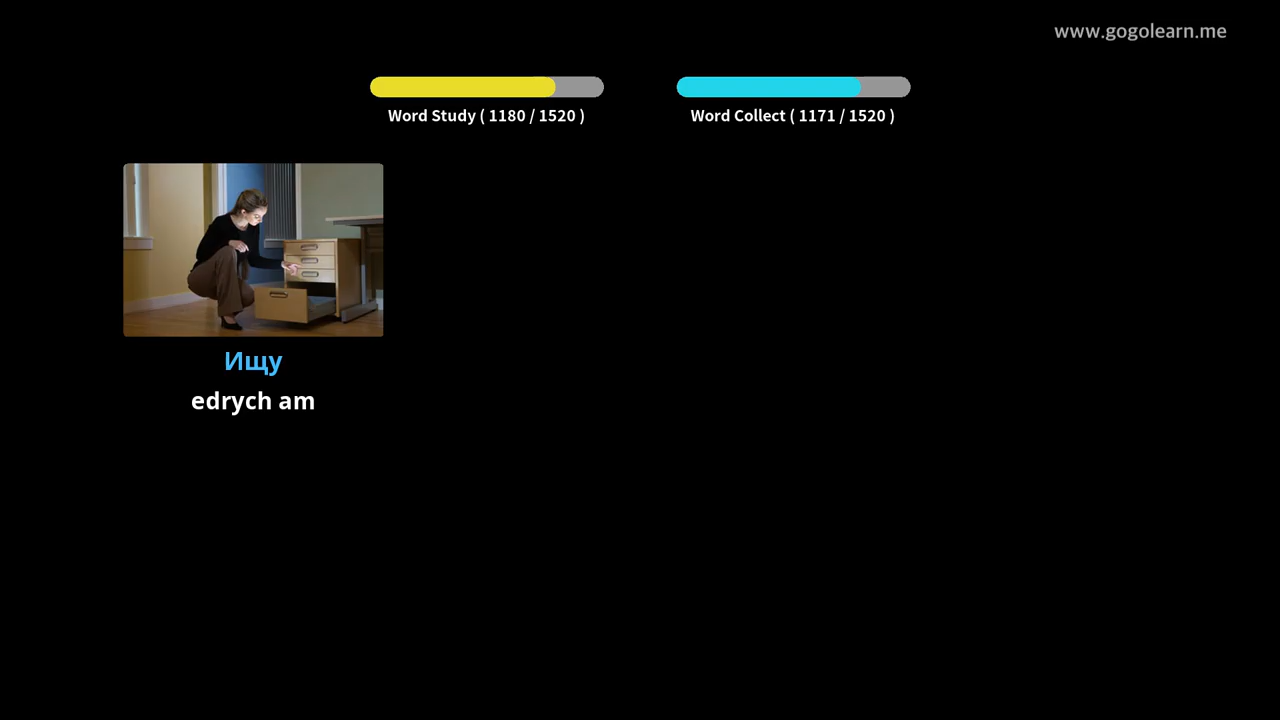 www.gogolearn.me
Word Study ( 1180 / 1520 )
Word Collect ( 1171 / 1520 )
Ищу
edrych am